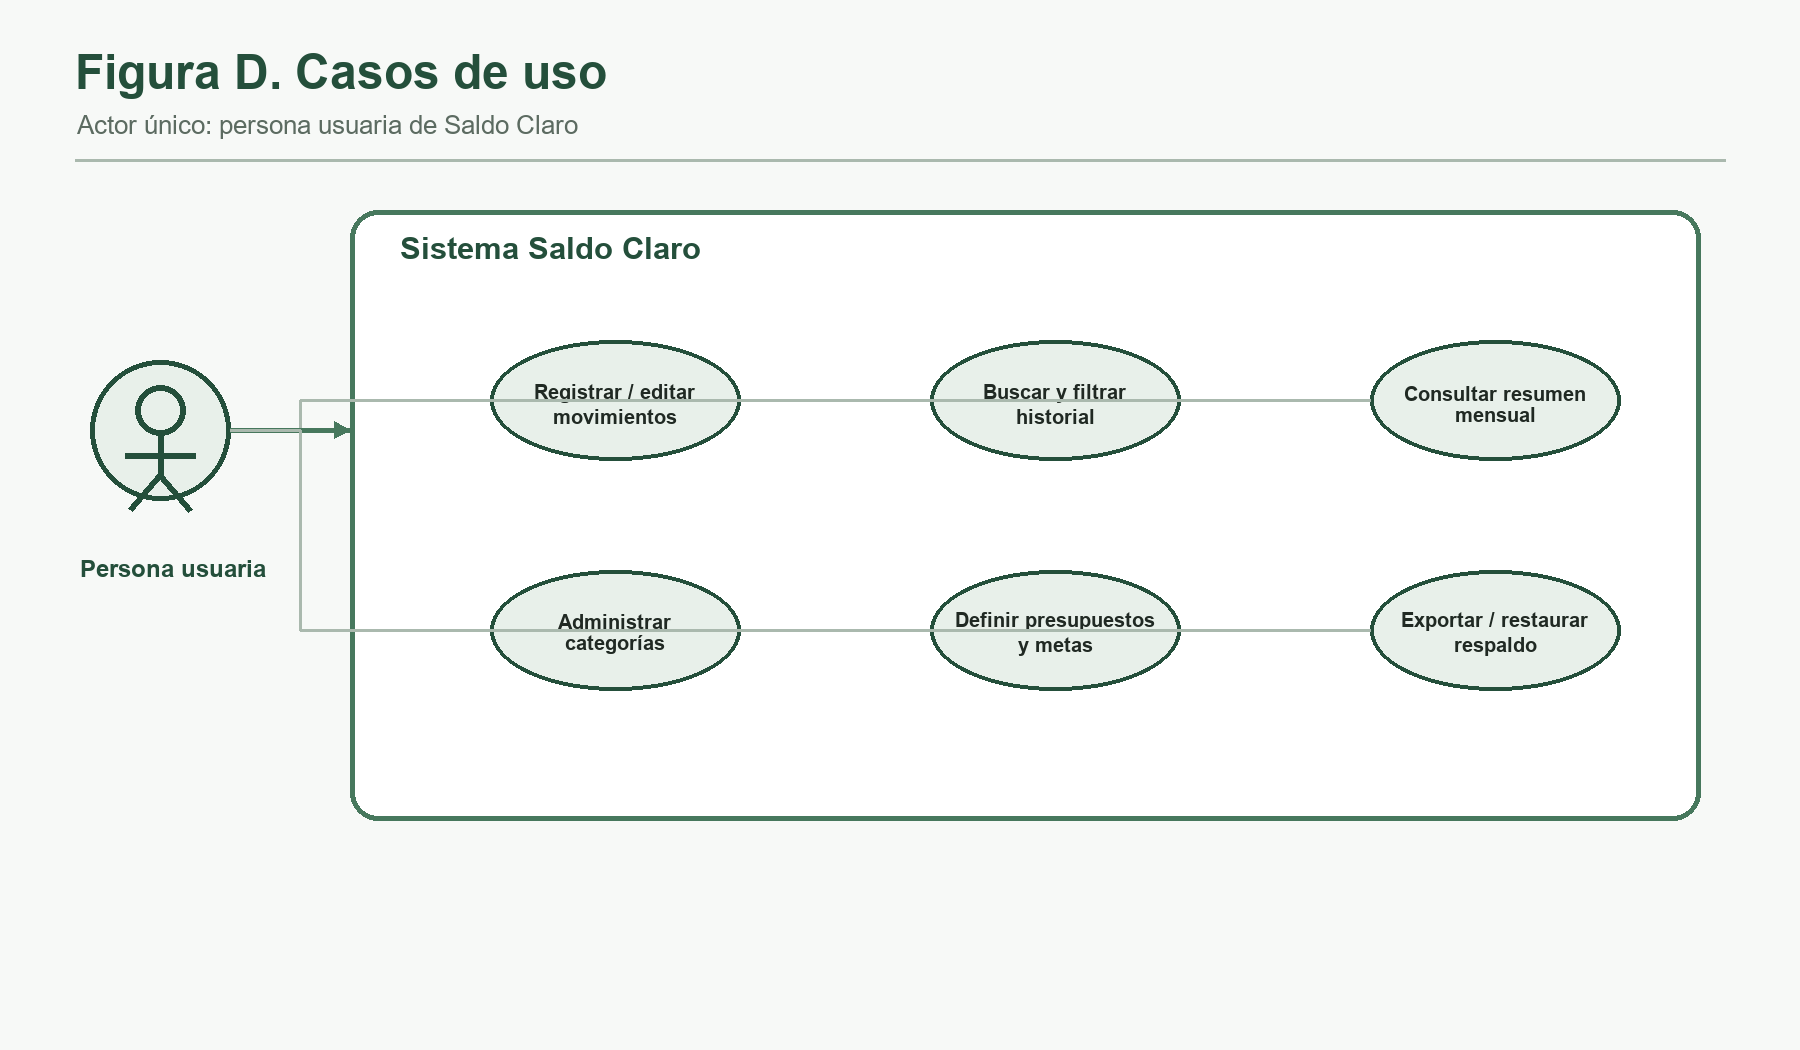 Figura D. Casos de uso
Actor único: persona usuaria de Saldo Claro
Sistema Saldo Claro
Registrar / editar
movimientos
Buscar y filtrar
historial
Consultar resumen
mensual
Persona usuaria
Administrar
categorías
Definir presupuestos
y metas
Exportar / restaurar
respaldo